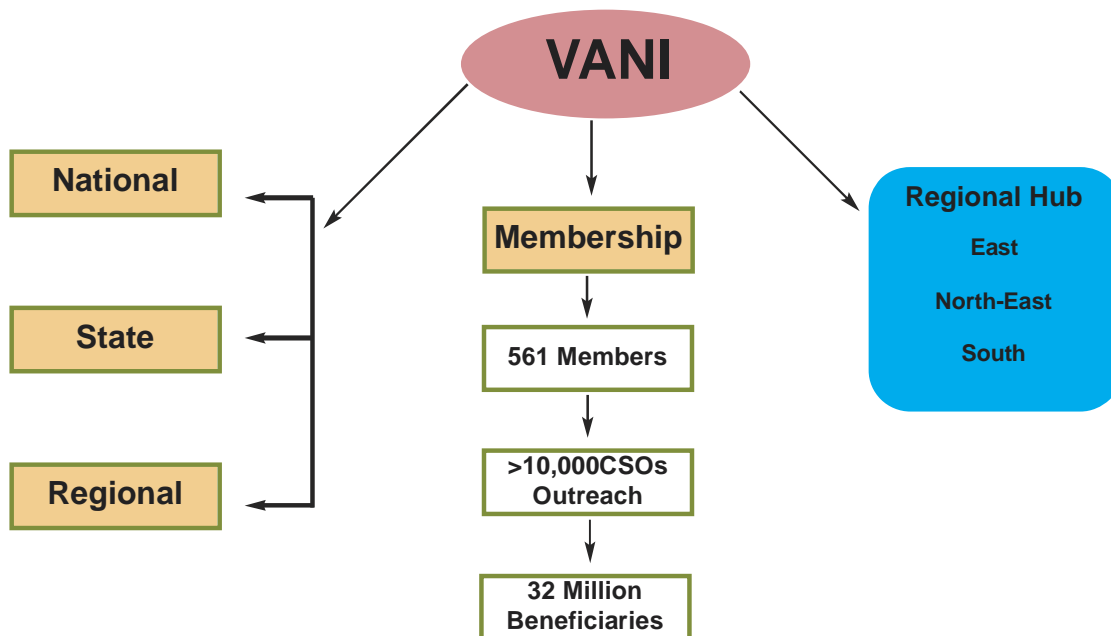 VANI
National
State
Regional
Membership
561 Members
>10,000CSOs
Outreach
32 Million
Beneficiaries
Regional Hub
East
North-East
South